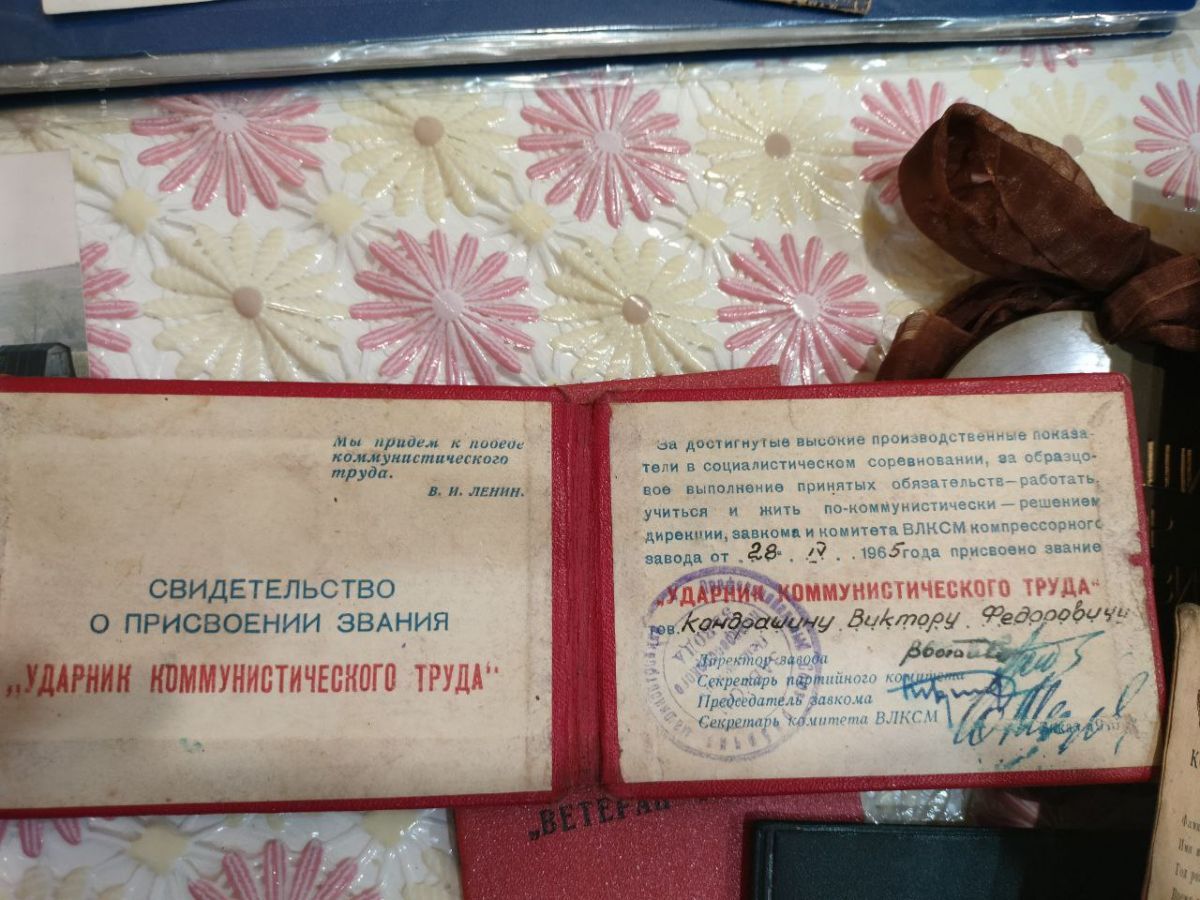 Мы придем к победе
коммунистического
труда.
В. И. ЛЕНИН.
СВИДЕТЕЛЬСТВО
О ПРИСВОЕНИИ ЗВАНИЯ
„УДАРНИК КОММУНИСТИЧЕСКОГО ТРУДА“
За достигнутые высокие производственные показа-
тели в социалистическом соревновании, за образцо-
вое выполнение принятых обязательств — работать,
учиться и жить по-коммунистически — решением
дирекции, завкома и комитета ВЛКСМ компрессорного
завода от 28. IV. 1965 года присвоено звание
„УДАРНИК КОММУНИСТИЧЕСКОГО ТРУДА“
тов. Кондрашину Виктору Федоровичу
Директор завода
Секретарь партийного комитета
Председатель завкома
Секретарь комитета ВЛКСМ
„ВЕТЕРАН